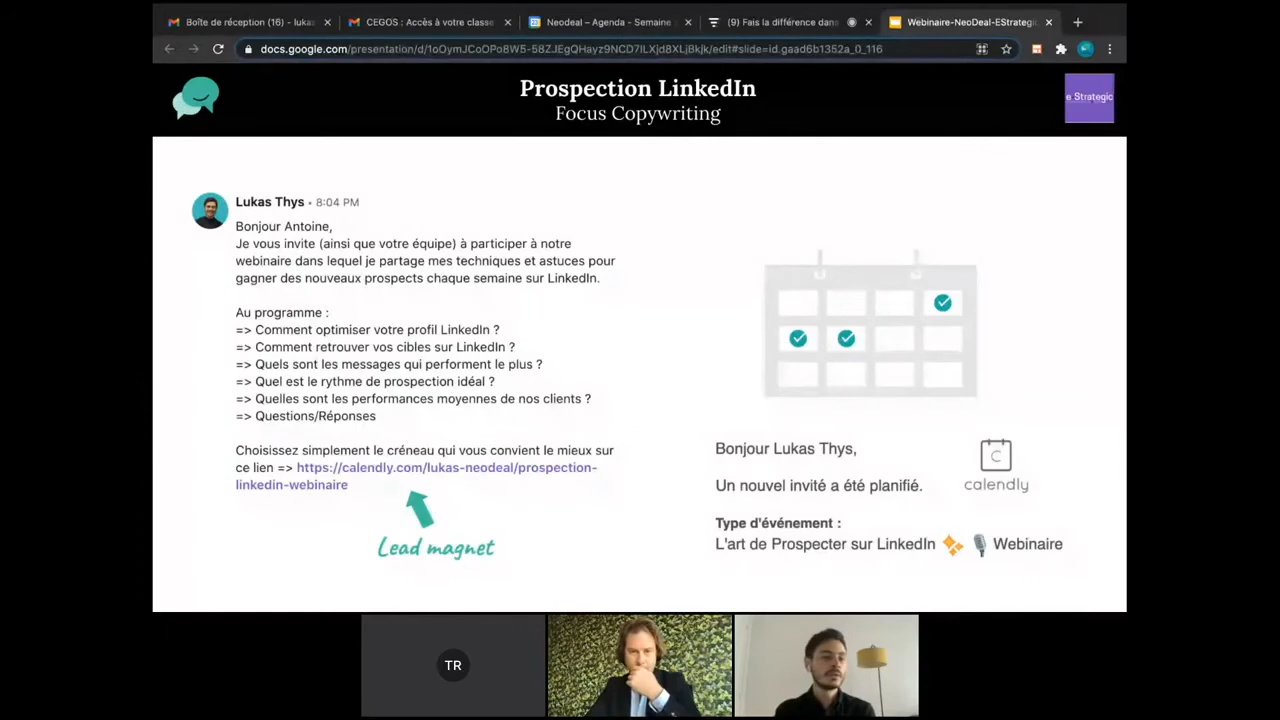 Boîte de réception (16) - lukas
CEGOS : Accès à votre classe
Neodeal – Agenda - Semaine
(9) Fais la différence dans
Webinaire-NeoDeal-EStrategi
docs.google.com/presentation/d/1oOymJCoOPo8W5-58ZJEgQHayz9NCD7ILXjd8XLjBkjk/edit#slide=id.gaad6b1352a_0_116
Prospection LinkedIn
Focus Copywriting
e Strategic
Lukas Thys • 8:04 PM
Bonjour Antoine,
Je vous invite (ainsi que votre équipe) à participer à notre
webinaire dans lequel je partage mes techniques et astuces pour
gagner des nouveaux prospects chaque semaine sur LinkedIn.
Au programme :
=> Comment optimiser votre profil LinkedIn ?
=> Comment retrouver vos cibles sur LinkedIn ?
=> Quels sont les messages qui performent le plus ?
=> Quel est le rythme de prospection idéal ?
=> Quelles sont les performances moyennes de nos clients ?
=> Questions/Réponses
Choisissez simplement le créneau qui vous convient le mieux sur
ce lien => https://calendly.com/lukas-neodeal/prospection-
linkedin-webinaire
Lead magnet
Bonjour Lukas Thys,
Un nouvel invité a été planifié.
C
calendly
Type d'événement :
L'art de Prospecter sur LinkedIn ✨ 🎙️ Webinaire
TR